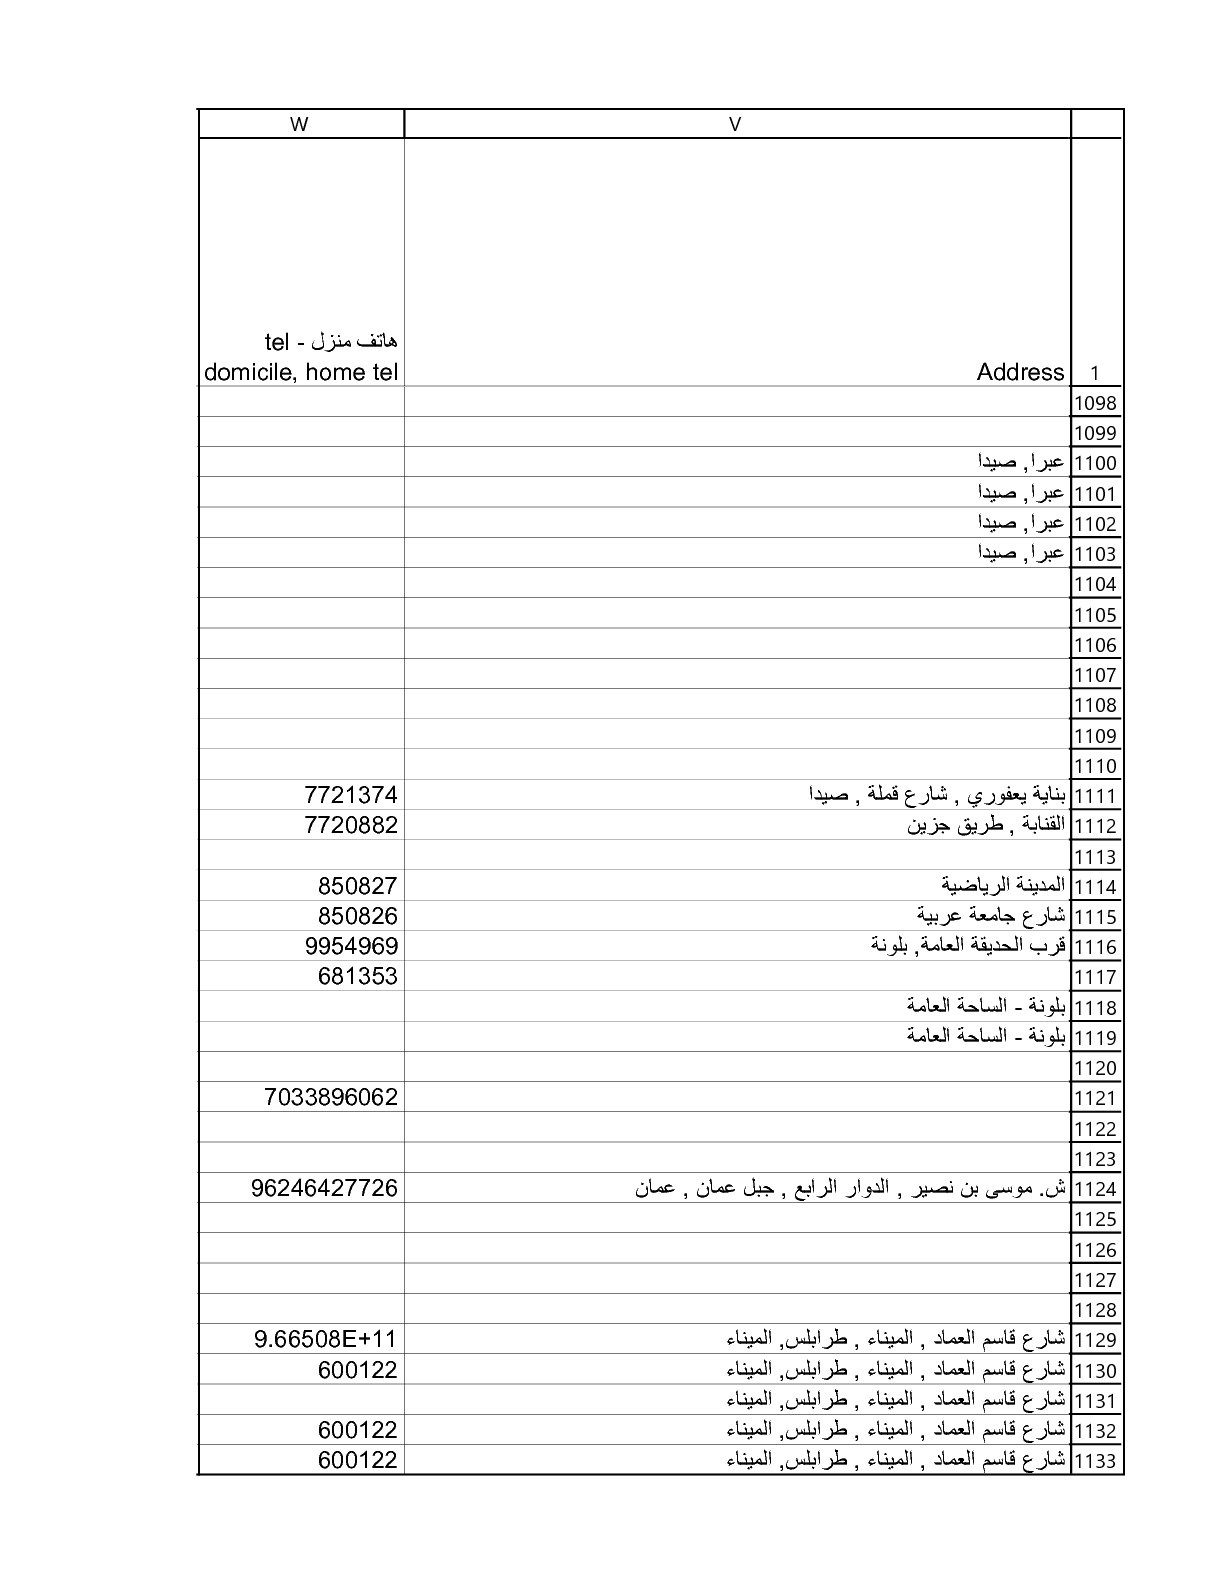 V W
هاتف منزل - tel
1 Address domicile, home tel
1098
1099
1100 عبرا, صيدا
1101 عبرا, صيدا
1102 عبرا, صيدا
1103 عبرا, صيدا
1104
1105
1106
1107
1108
1109
1110
1111 بناية يعفوري , شارع قملة , صيدا 7721374
1112 القناية , طريق جزين 7720882
1113
1114 المدينة الرياضية 850827
1115 شارع جامعة عربية 850826
1116 قرب الحديقة العامة, بلونة 9954969
1117 681353
1118 بلونة - الساحة العامة
1119 بلونة - الساحة العامة
1120
1121 7033896062
1122
1123
1124 ش. موسى بن نصير , الدوار الرابع , جبل عمان , عمان 96246427726
1125
1126
1127
1128
1129 شارع قاسم العماد , الميناء , طرابلس, الميناء 9.66508E+11
1130 شارع قاسم العماد , الميناء , طرابلس, الميناء 600122
1131 شارع قاسم العماد , الميناء , طرابلس, الميناء
1132 شارع قاسم العماد , الميناء , طرابلس, الميناء 600122
1133 شارع قاسم العماد , الميناء , طرابلس, الميناء 600122